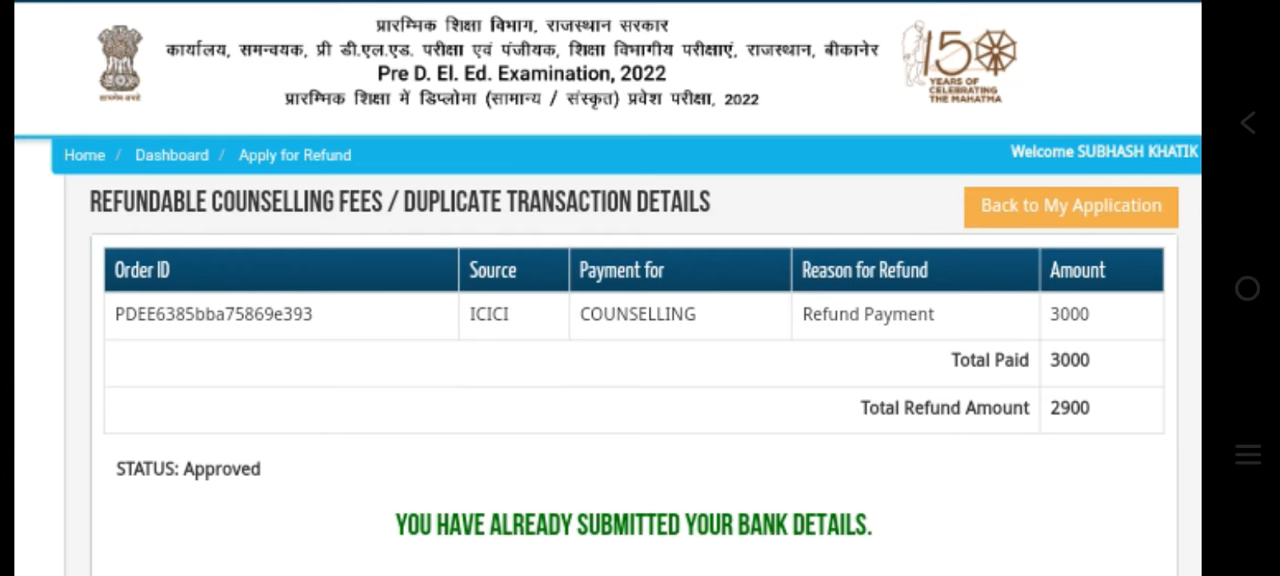 प्रारम्भिक शिक्षा विभाग, राजस्थान सरकार
कार्यालय, समन्वयक, प्री डी.एल.एड. परीक्षा एवं पंजीयक, शिक्षा विभागीय परीक्षाएं, राजस्थान, बीकानेर
Pre D. El. Ed. Examination, 2022
प्रारम्भिक शिक्षा में डिप्लोमा (सामान्य / संस्कृत) प्रवेश परीक्षा, 2022
सत्यमेव जयते
150
YEARS OF
CELEBRATING
THE MAHATMA
Home / Dashboard / Apply for Refund
Welcome SUBHASH KHATIK
REFUNDABLE COUNSELLING FEES / DUPLICATE TRANSACTION DETAILS
Back to My Application
Order ID Source Payment for Reason for Refund Amount
PDEE6385bba75869e393 ICICI COUNSELLING Refund Payment 3000
Total Paid 3000
Total Refund Amount 2900
STATUS: Approved
YOU HAVE ALREADY SUBMITTED YOUR BANK DETAILS.